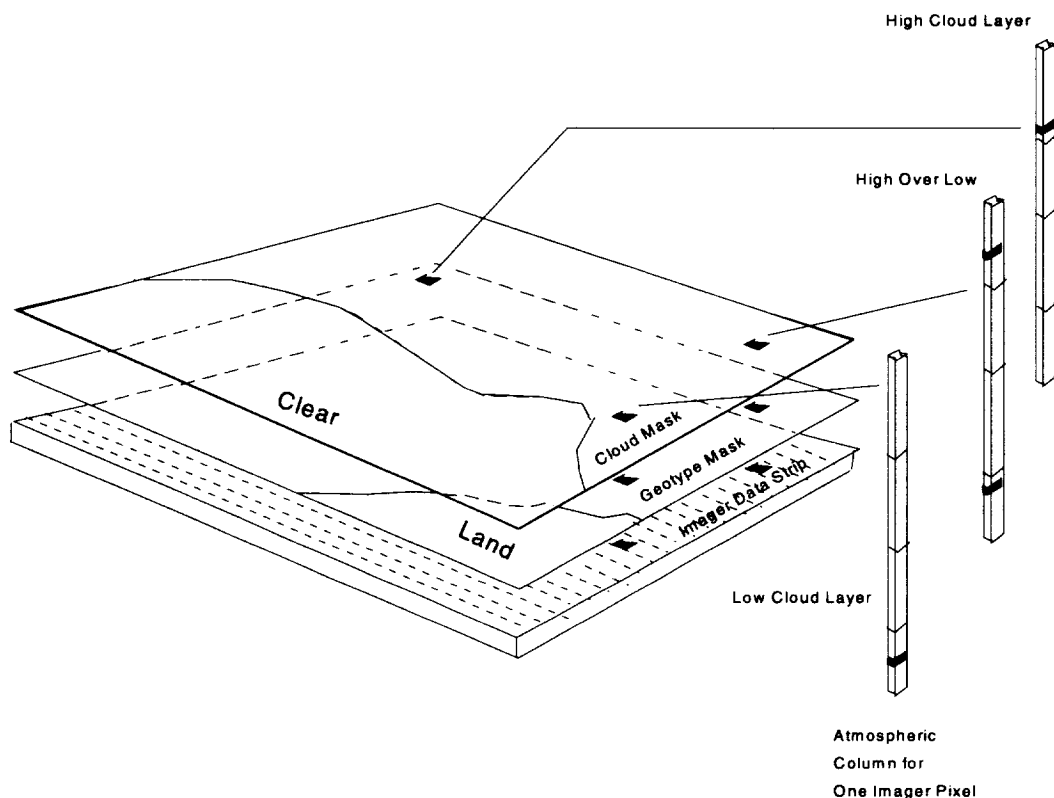 High Cloud Layer
High Over Low
Clear
Cloud Mask
Geotype Mask
Imager Data Strip
Land
Low Cloud Layer
Atmospheric
Column for
One Imager Pixel